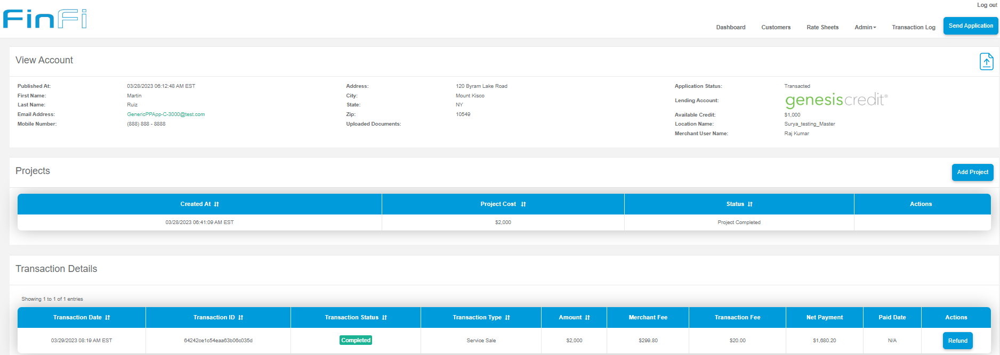 Log out
FinFi
Dashboard Customers Rate Sheets Admin Transaction Log Send Application
View Account
Published At: 03/28/2023 06:12:48 AM EST Address: 120 Byram Lake Road Application Status: Transacted
First Name: Martin City: Mount Kisco Lending Account: genesiscredit®
Last Name: Ruiz State: NY
Email Address: GenericPPApp-C-3000@test.com Zip: 10549 Available Credit: $1,000
Mobile Number: (888) 888 - 8888 Uploaded Documents: Location Name: Surya_testing_Master
Merchant User Name: Raj Kumar
Projects Add Project
Created At Project Cost Status Actions
03/28/2023 06:41:09 AM EST $2,000 Project Completed
Transaction Details
Showing 1 to 1 of 1 entries
Transaction Date Transaction ID Transaction Status Transaction Type Amount Merchant Fee Transaction Fee Net Payment Paid Date Actions
03/29/2023 08:19 AM EST 64242ce1c54eaa63b06c035d Completed Service Sale $2,000 $299.80 $20.00 $1,680.20 N/A Refund